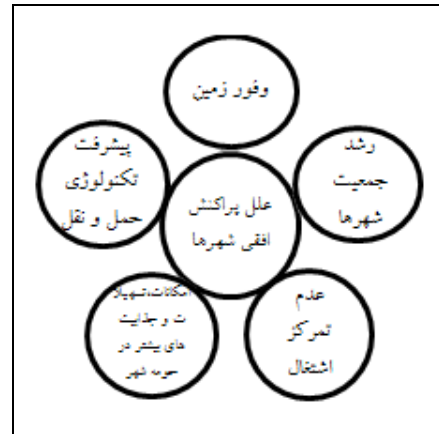 وفور زمین
رشد
جمعیت
شهرها
پیشرفت
تکنولوژی
حمل و نقل
علل پراکنش
افقی شهرها
عدم
تمرکز
اشتغال
امکانات،تسهیلا
ت و جذابیت
های بیشتر در
حومه شهر